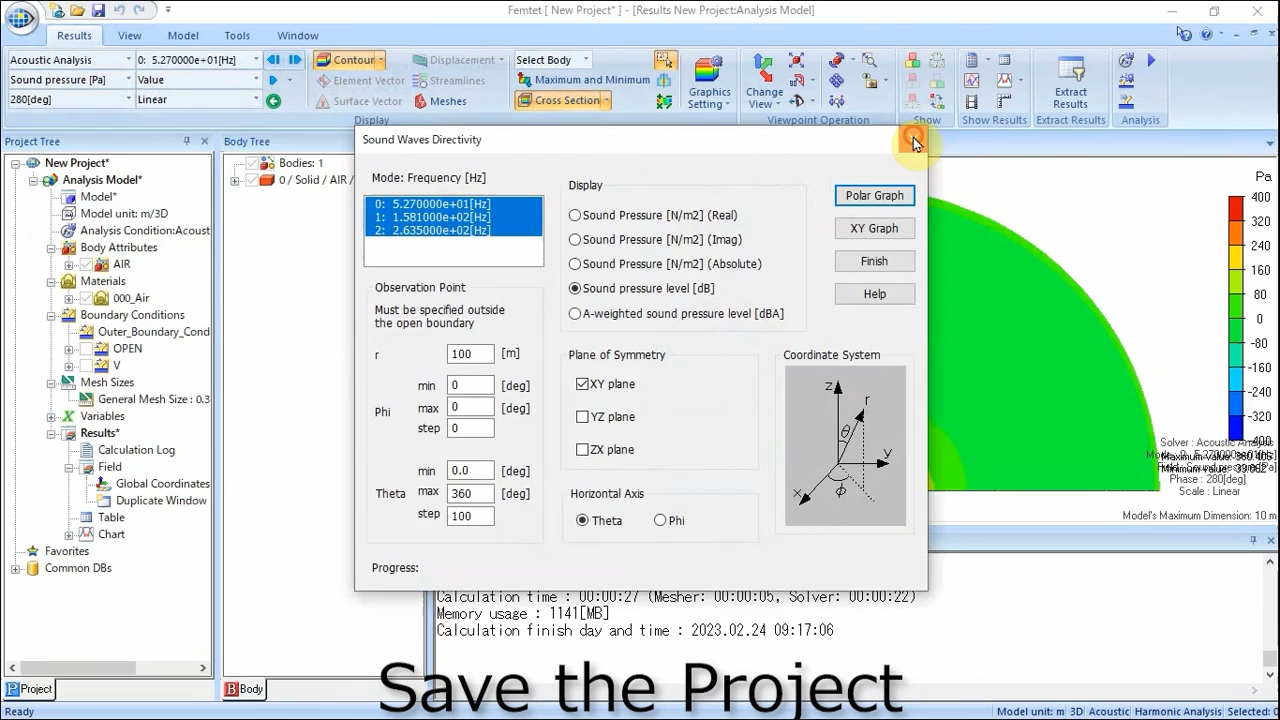 Femtet [ New Project* ] - [Results New Project:Analysis Model]
Results View Model Tools Window
Acoustic Analysis 0: 5.270000e+01[Hz] Contour Displacement Select Body
Sound pressure [Pa] Value Element Vector Streamlines Maximum and Minimum
280[deg] Linear Surface Vector Meshes Cross Section
Graphics Setting Change View Extract Results
Display Viewpoint Operation Show Show Results Extract Results Analysis
Project Tree
New Project*
Analysis Model*
Model*
Model unit: m/3D
Analysis Condition:Acoust
Body Attributes
AIR
Materials
000_Air
Boundary Conditions
Outer_Boundary_Cond
OPEN
V
Mesh Sizes
General Mesh Size : 0.3
Variables
Results*
Calculation Log
Field
Global Coordinates
Duplicate Window
Table
Chart
Favorites
Common DBs
Project
Body Tree
Bodies: 1
0 / Solid / AIR /
Body
Sound Waves Directivity
Mode: Frequency [Hz]
0: 5.270000e+01[Hz]
1: 1.581000e+02[Hz]
2: 2.635000e+02[Hz]
Observation Point
Must be specified outside
the open boundary
r 100 [m]
Phi
min 0 [deg]
max 0 [deg]
step 0
Theta
min 0.0 [deg]
max 360 [deg]
step 100
Progress:
Display
Sound Pressure [N/m2] (Real)
Sound Pressure [N/m2] (Imag)
Sound Pressure [N/m2] (Absolute)
Sound pressure level [dB]
A-weighted sound pressure level [dBA]
Plane of Symmetry
XY plane
YZ plane
ZX plane
Horizontal Axis
Theta Phi
Polar Graph
XY Graph
Finish
Help
Coordinate System
z
r
θ
y
x
ϕ
Pa
400
320
240
160
80
0
-80
-160
-240
-320
-400
Solver : Acoustic Analysis
Phase : 280[deg]
Scale : Linear
Model's Maximum Dimension: 10 m
Calculation time : 00:00:27 (Mesher: 00:00:05, Solver: 00:00:22)
Memory usage : 1141[MB]
Calculation finish day and time : 2023.02.24 09:17:06
Save the Project
Ready Model unit: m 3D Acoustic Harmonic Analysis Selected: 0